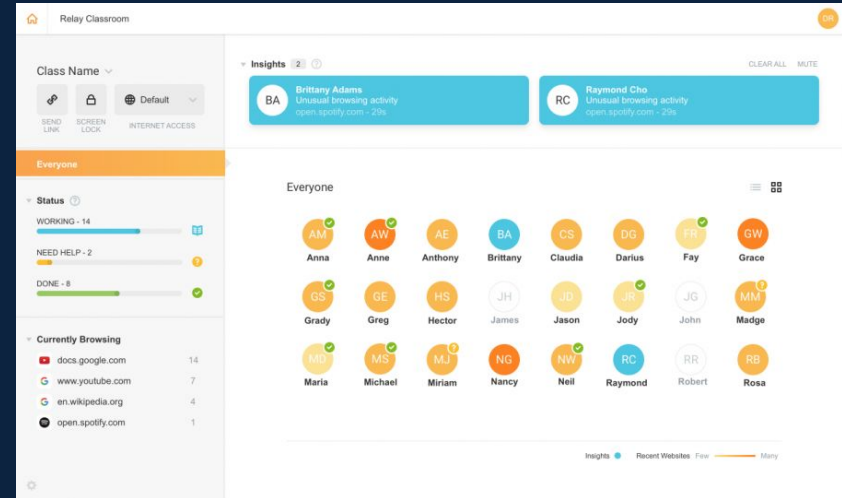 Relay Classroom
DR
Class Name
Default
SEND LINK
SCREEN LOCK
INTERNET ACCESS
Everyone
Status
WORKING - 14
NEED HELP - 2
?
DONE - 8
Currently Browsing
docs.google.com 14
www.youtube.com 7
en.wikipedia.org 4
open.spotify.com 1
Insights 2 ?
CLEAR ALL MUTE
BA
Brittany Adams
Unusual browsing activity
open.spotify.com - 29s
RC
Raymond Cho
Unusual browsing activity
open.spotify.com - 29s
Everyone
AM AW AE BA CS DG FR GW
Anna Anne Anthony Brittany Claudia Darius Fay Grace
GS GE HS JH JD JR JG MM ?
Grady Greg Hector James Jason Jody John Madge
MD MS MJ ? NG NW RC RR RB
Maria Michael Miriam Nancy Neil Raymond Robert Rosa
Insights Recent Websites Few Many